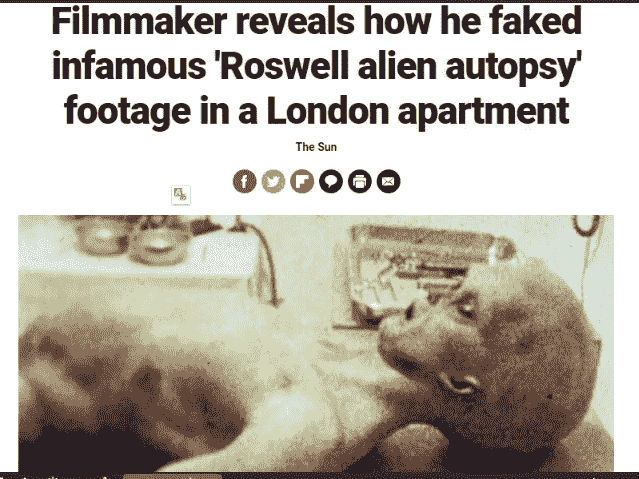 Filmmaker reveals how he faked
infamous 'Roswell alien autopsy'
footage in a London apartment
The Sun